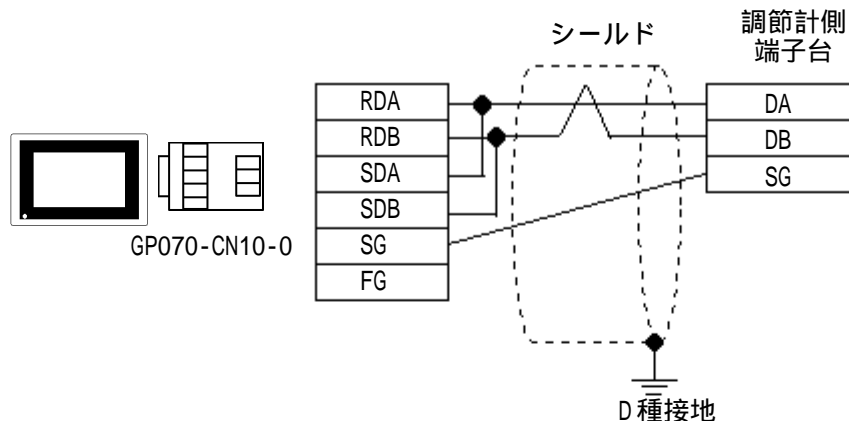 シールド
調節計側
端子台
RDA
RDB
SDA
SDB
SG
FG
DA
DB
SG
GP070-CN10-0
D種接地